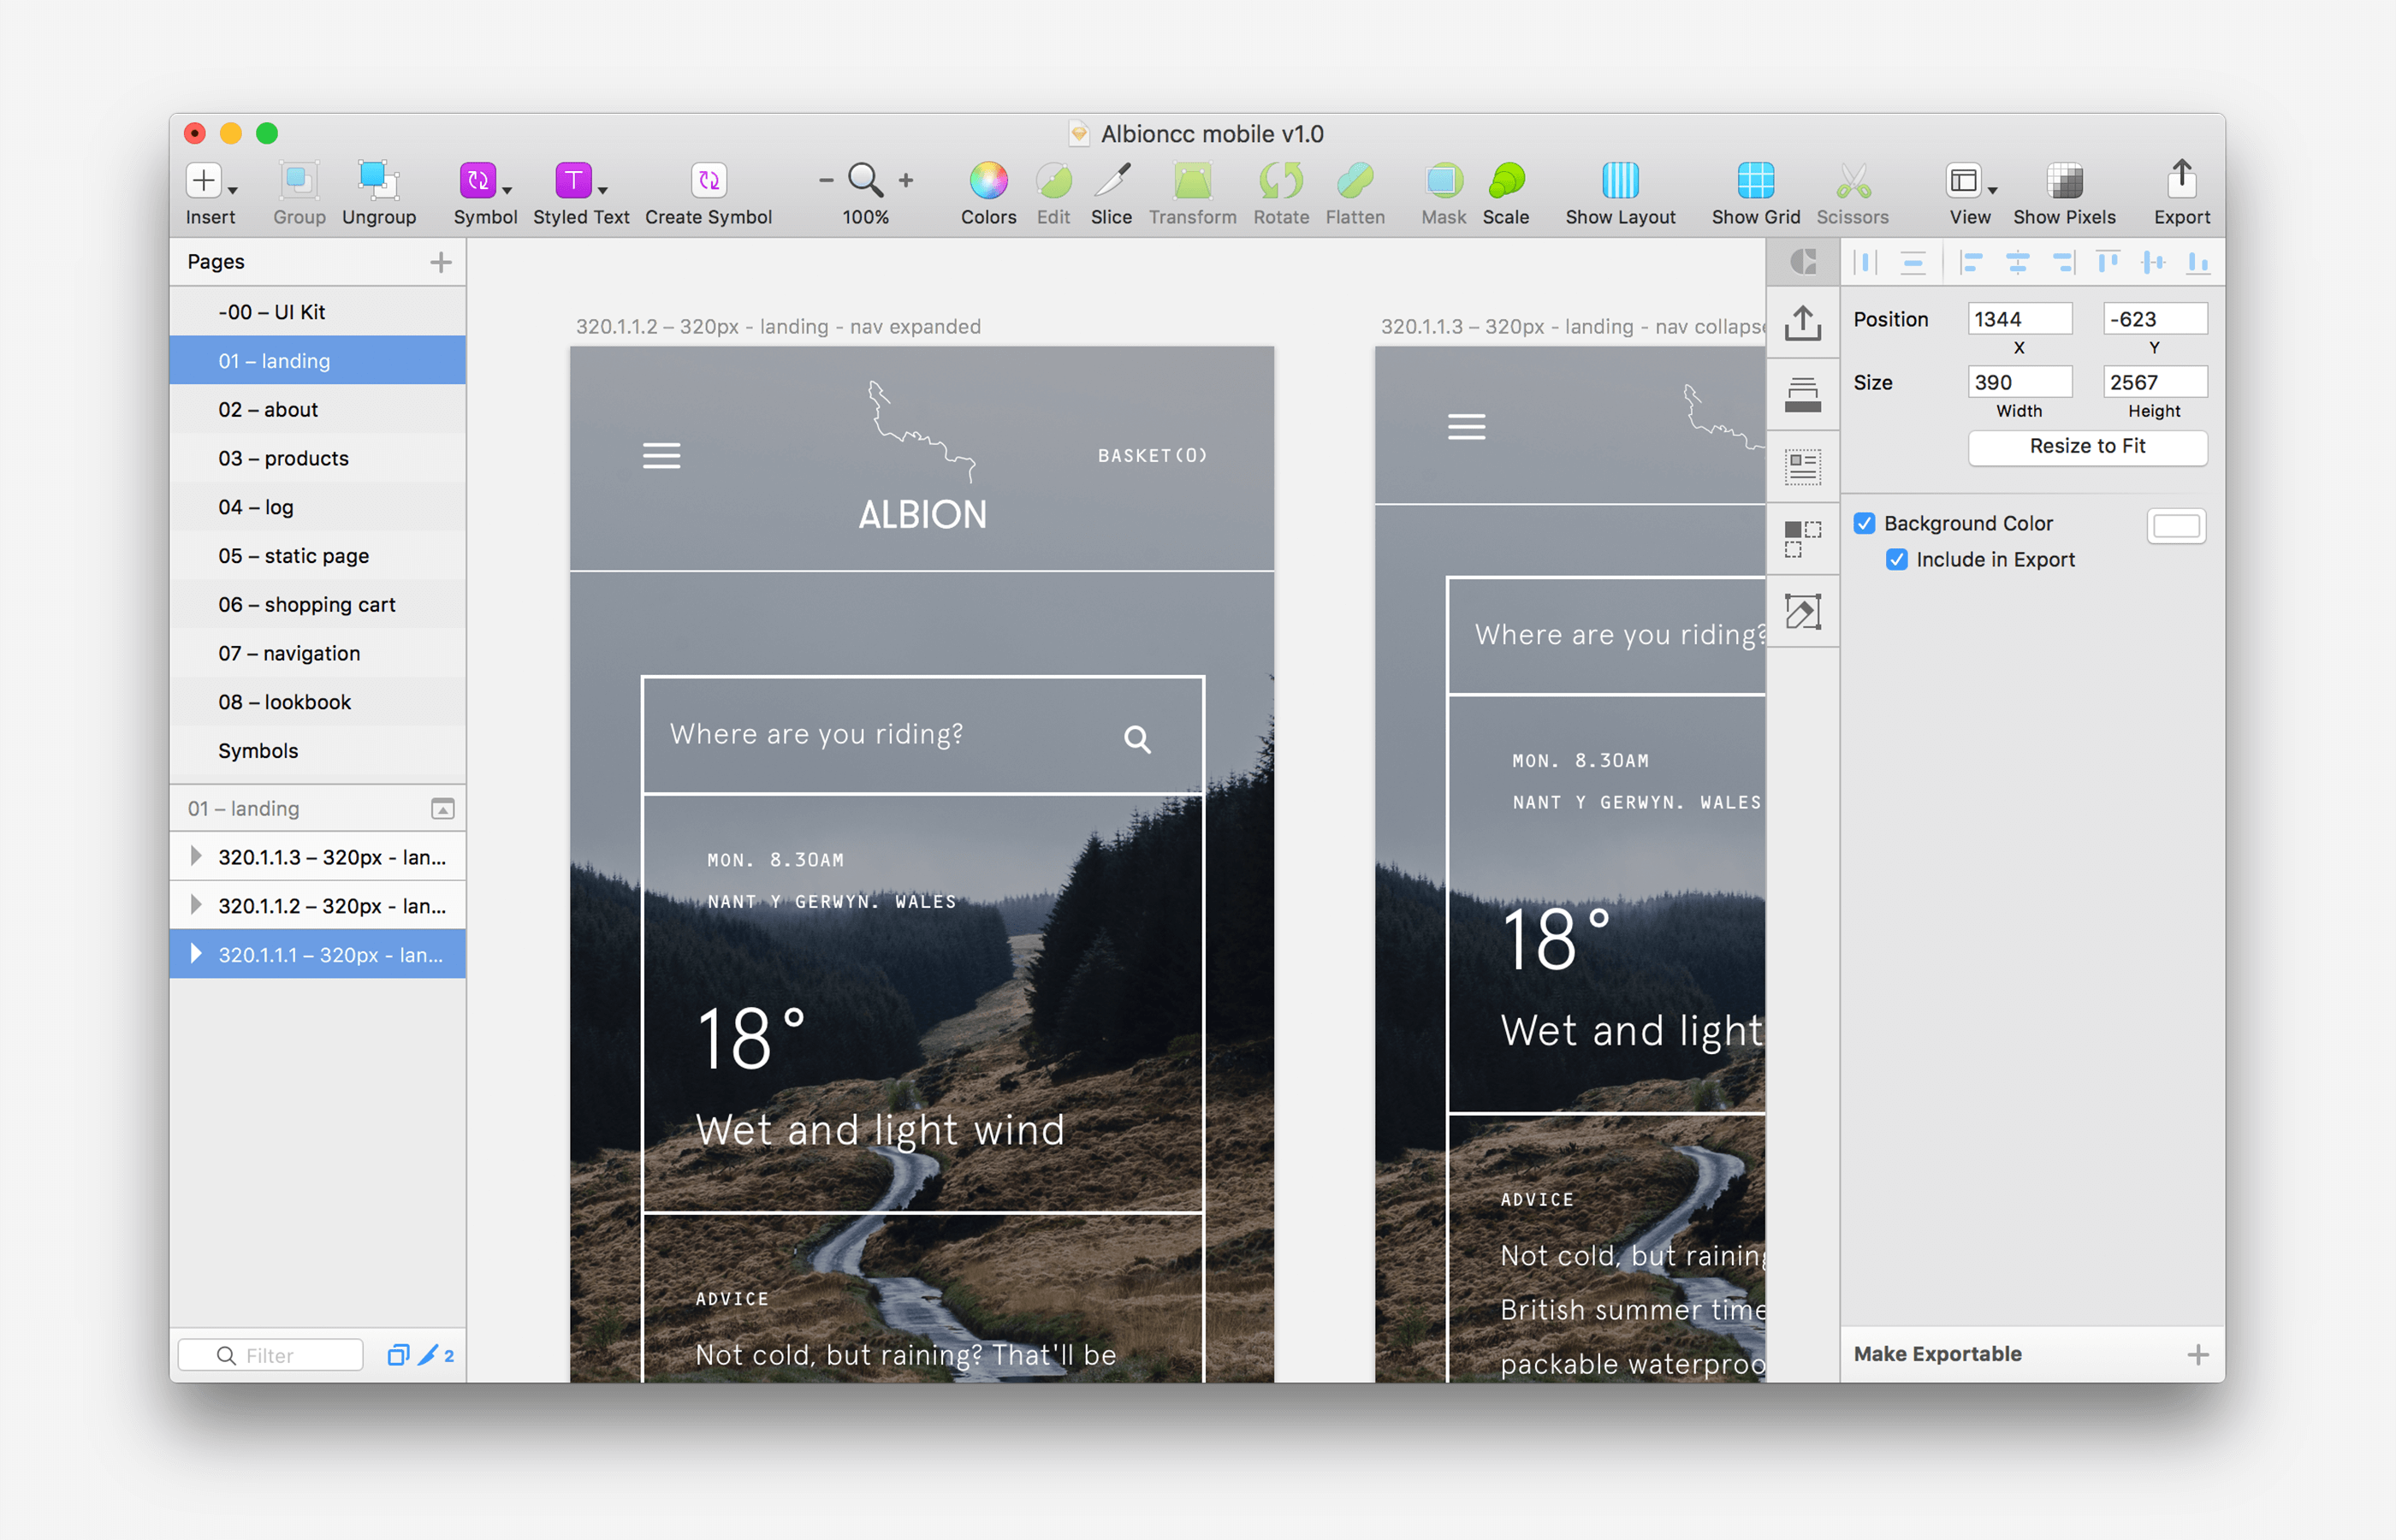 Albioncc mobile v1.0
Insert
Group
Ungroup
Symbol
Styled Text
Create Symbol
100%
Colors
Edit
Slice
Transform
Rotate
Flatten
Mask
Scale
Show Layout
Show Grid
Scissors
View
Show Pixels
Export
Pages
-00 – UI Kit
01 – landing
02 – about
03 – products
04 – log
05 – static page
06 – shopping cart
07 – navigation
08 – lookbook
Symbols
01 – landing
320.1.1.3 – 320px - lan...
320.1.1.2 – 320px - lan...
320.1.1.1 – 320px - lan...
Filter
2
320.1.1.2 – 320px - landing - nav expanded
BASKET(0)
ALBION
Where are you riding?
MON. 8.30AM
NANT Y GERWYN. WALES
18°
Wet and light wind
ADVICE
Not cold, but raining? That'll be
320.1.1.3 – 320px - landing - nav collapse
Where are you riding?
MON. 8.30AM
NANT Y GERWYN. WALES
18°
Wet and light
ADVICE
Not cold, but raining
British summer time
packable waterproo
Position
1344
-623
X
Y
Size
390
2567
Width
Height
Resize to Fit
Background Color
Include in Export
Make Exportable